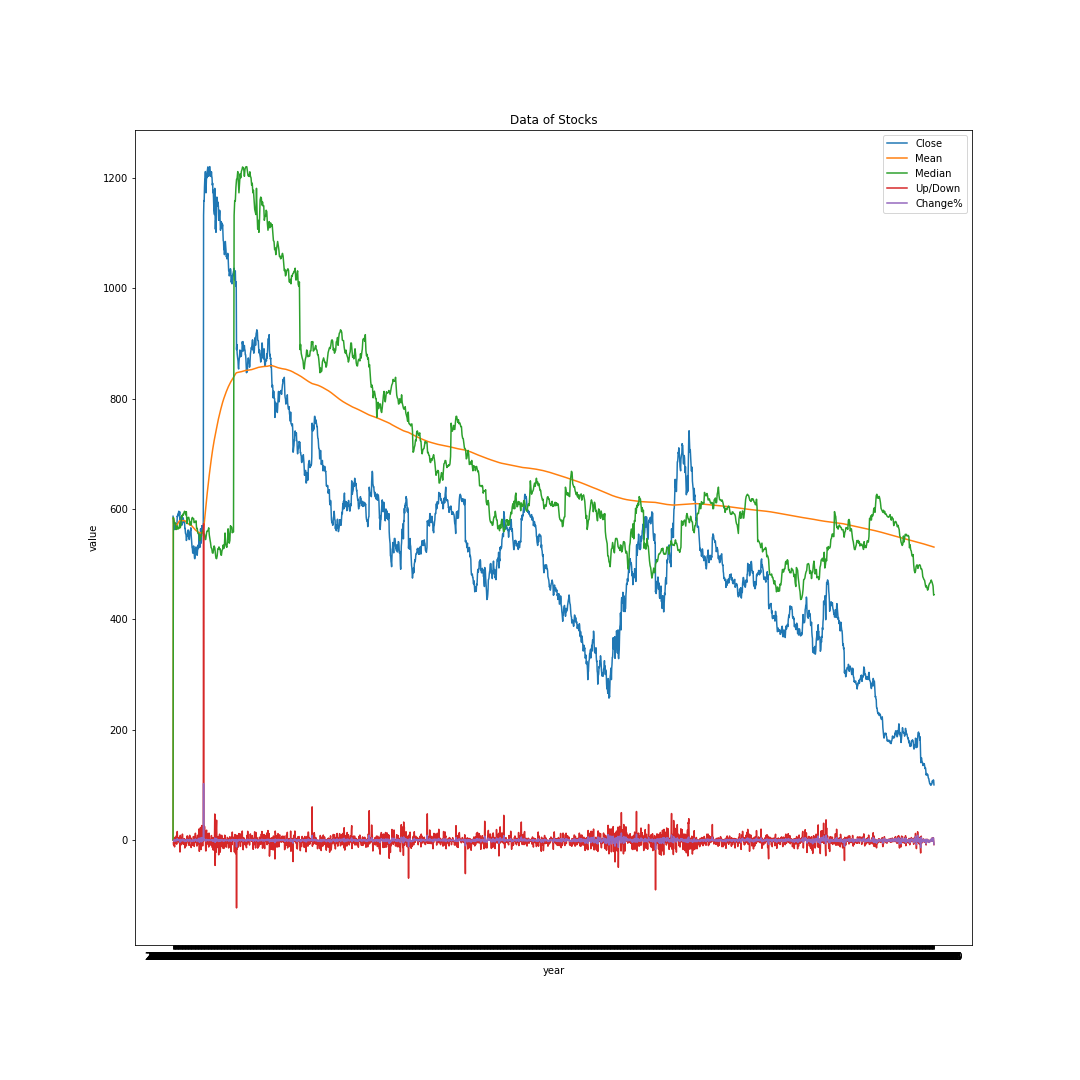 Data of Stocks
Close
Mean
Median
Up/Down
Change%
1200
1000
800
600
400
200
0
value
year